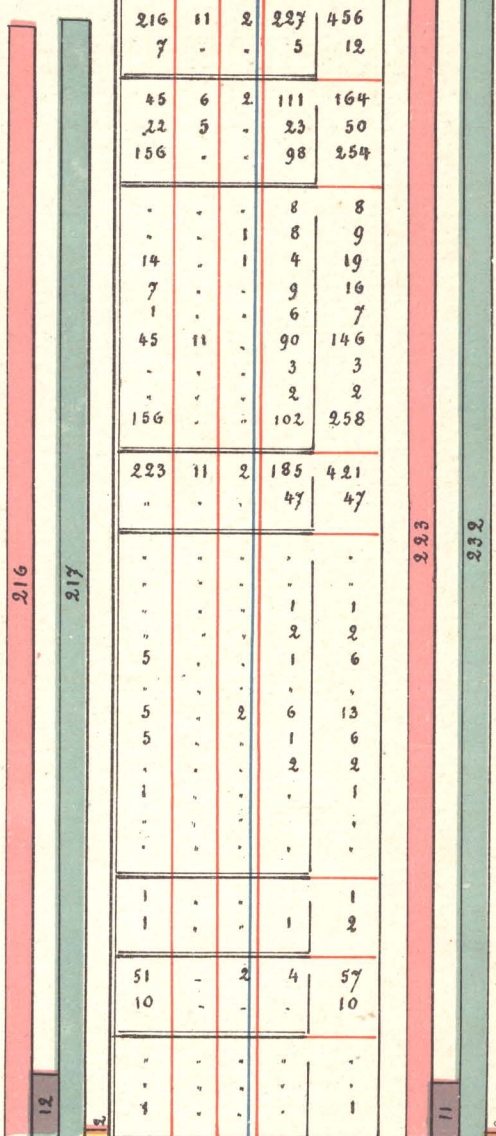 216 11 2 227 456
7 . . 5 12
45 6 2 111 164
22 5 . 23 50
156 . . 98 254
. . . 8 8
. . 1 8 9
14 . 1 4 19
7 . . 9 16
1 . . 6 7
45 11 . 90 146
. . . 3 3
. . . 2 2
156 . . 102 258
223 11 2 185 421
" . . 47 47
" " " " "
" " " " "
" . . 1 1
" . . 2 2
5 . . 1 6
" . . . .
5 . 2 6 13
5 . . 1 6
. . . 2 2
1 . . . 1
" . . . .
" . . . .
1 . . . 1
1 . " 1 2
51 - 2 4 57
10 - - . 10
" . " " .
. . . . .
1 . . . 1
216
12
217
2
223
11
232